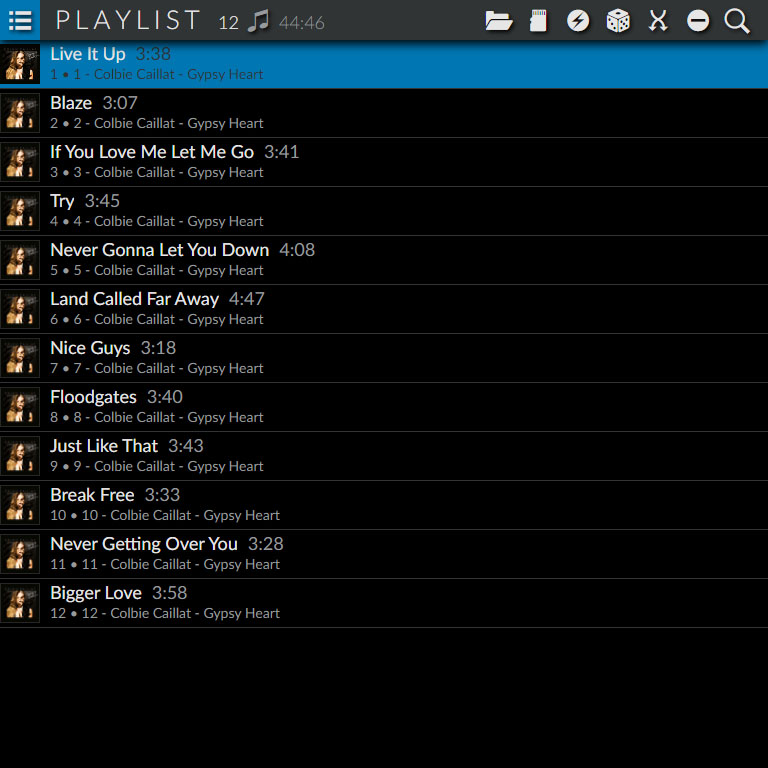 PLAYLIST 12 44:46
Live It Up 3:38
1 • 1 - Colbie Caillat - Gypsy Heart
Blaze 3:07
2 • 2 - Colbie Caillat - Gypsy Heart
If You Love Me Let Me Go 3:41
3 • 3 - Colbie Caillat - Gypsy Heart
Try 3:45
4 • 4 - Colbie Caillat - Gypsy Heart
Never Gonna Let You Down 4:08
5 • 5 - Colbie Caillat - Gypsy Heart
Land Called Far Away 4:47
6 • 6 - Colbie Caillat - Gypsy Heart
Nice Guys 3:18
7 • 7 - Colbie Caillat - Gypsy Heart
Floodgates 3:40
8 • 8 - Colbie Caillat - Gypsy Heart
Just Like That 3:43
9 • 9 - Colbie Caillat - Gypsy Heart
Break Free 3:33
10 • 10 - Colbie Caillat - Gypsy Heart
Never Getting Over You 3:28
11 • 11 - Colbie Caillat - Gypsy Heart
Bigger Love 3:58
12 • 12 - Colbie Caillat - Gypsy Heart